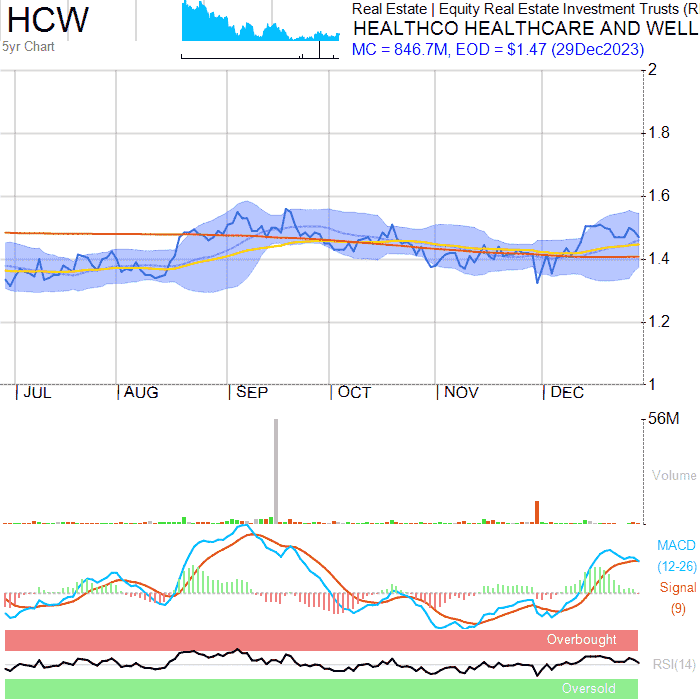 HCW
5yr Chart
Real Estate | Equity Real Estate Investment Trusts (R
HEALTHCO HEALTHCARE AND WELL
MC = 846.7M, EOD = $1.47 (29Dec2023)
2
1.8
1.6
1.4
1.2
1
| JUL | AUG | SEP | OCT | NOV | DEC
56M
Volume
MACD
(12-26)
Signal
(9)
Overbought
RSI(14)
Oversold